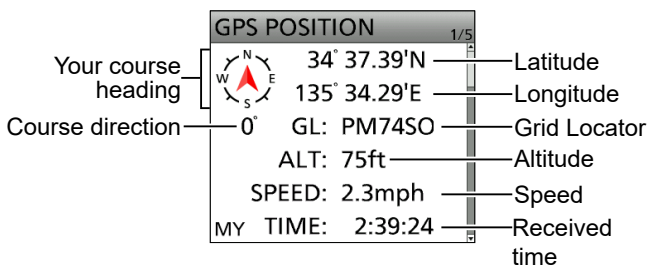 GPS POSITION 1/5
Your course
heading
N
W E
S
34° 37.39'N Latitude
135° 34.29'E Longitude
Course direction 0° GL: PM74SO Grid Locator
ALT: 75ft Altitude
SPEED: 2.3mph Speed
MY TIME: 2:39:24 Received
time